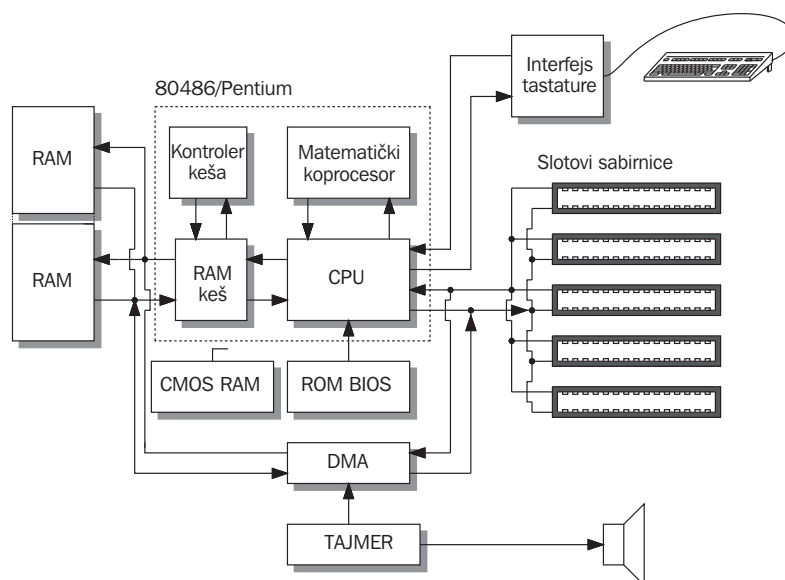 Interfejs
tastature
80486/Pentium
RAM
Kontroler
keša
Matematički
koprocesor
Slotovi sabirnice
RAM
RAM
keš
CPU
CMOS RAM
ROM BIOS
DMA
TAJMER